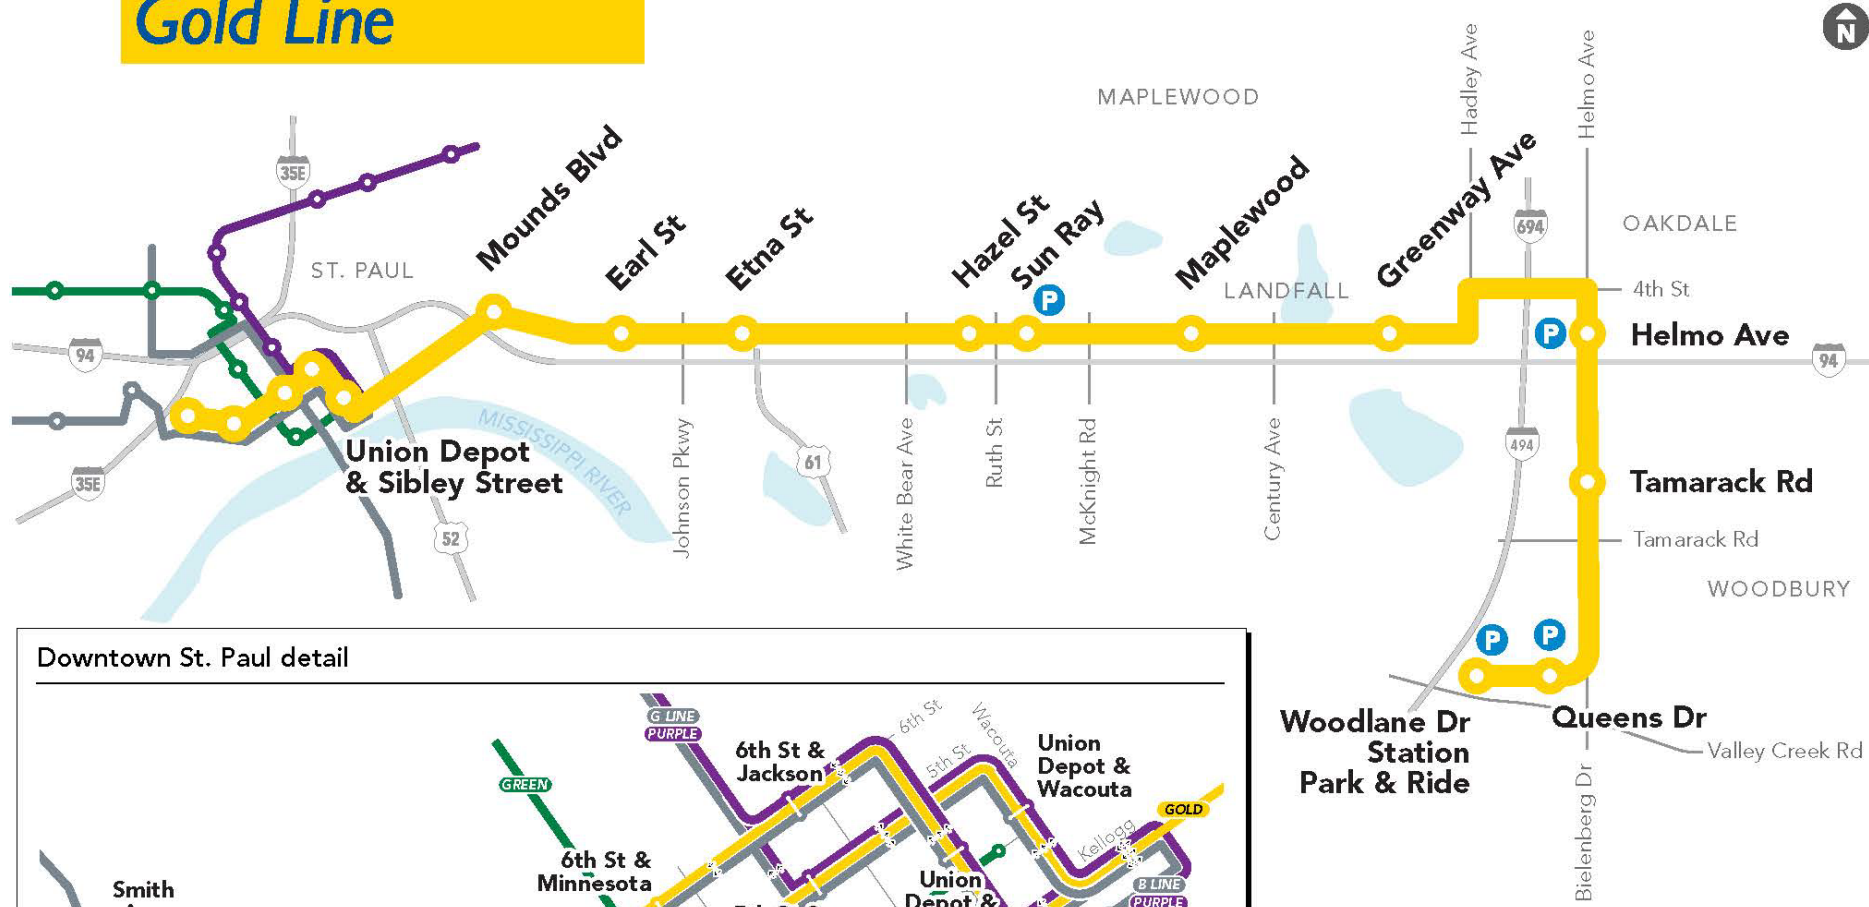 Gold Line
N
Hadley Ave
Helmo Ave
MAPLEWOOD
35E
Mounds Blvd
Earl St
Etna St
Hazel St
Sun Ray
Maplewood
Greenway Ave
694
OAKDALE
ST. PAUL
LANDFALL
P
4th St
P
Helmo Ave
94
94
MISSISSIPPI RIVER
Union Depot
& Sibley Street
35E
52
61
494
Johnson Pkwy
White Bear Ave
Ruth St
McKnight Rd
Century Ave
Tamarack Rd
Tamarack Rd
WOODBURY
P
P
Woodlane Dr
Station
Park & Ride
Queens Dr
Valley Creek Rd
Bielenberg Dr
Downtown St. Paul detail
G LINE
PURPLE
GREEN
6th St &
Jackson
6th St
5th St
Wacouta
Union
Depot &
Wacouta
GOLD
Kellogg
6th St &
Minnesota
Union
Depot &
B LINE
PURPLE
Smith